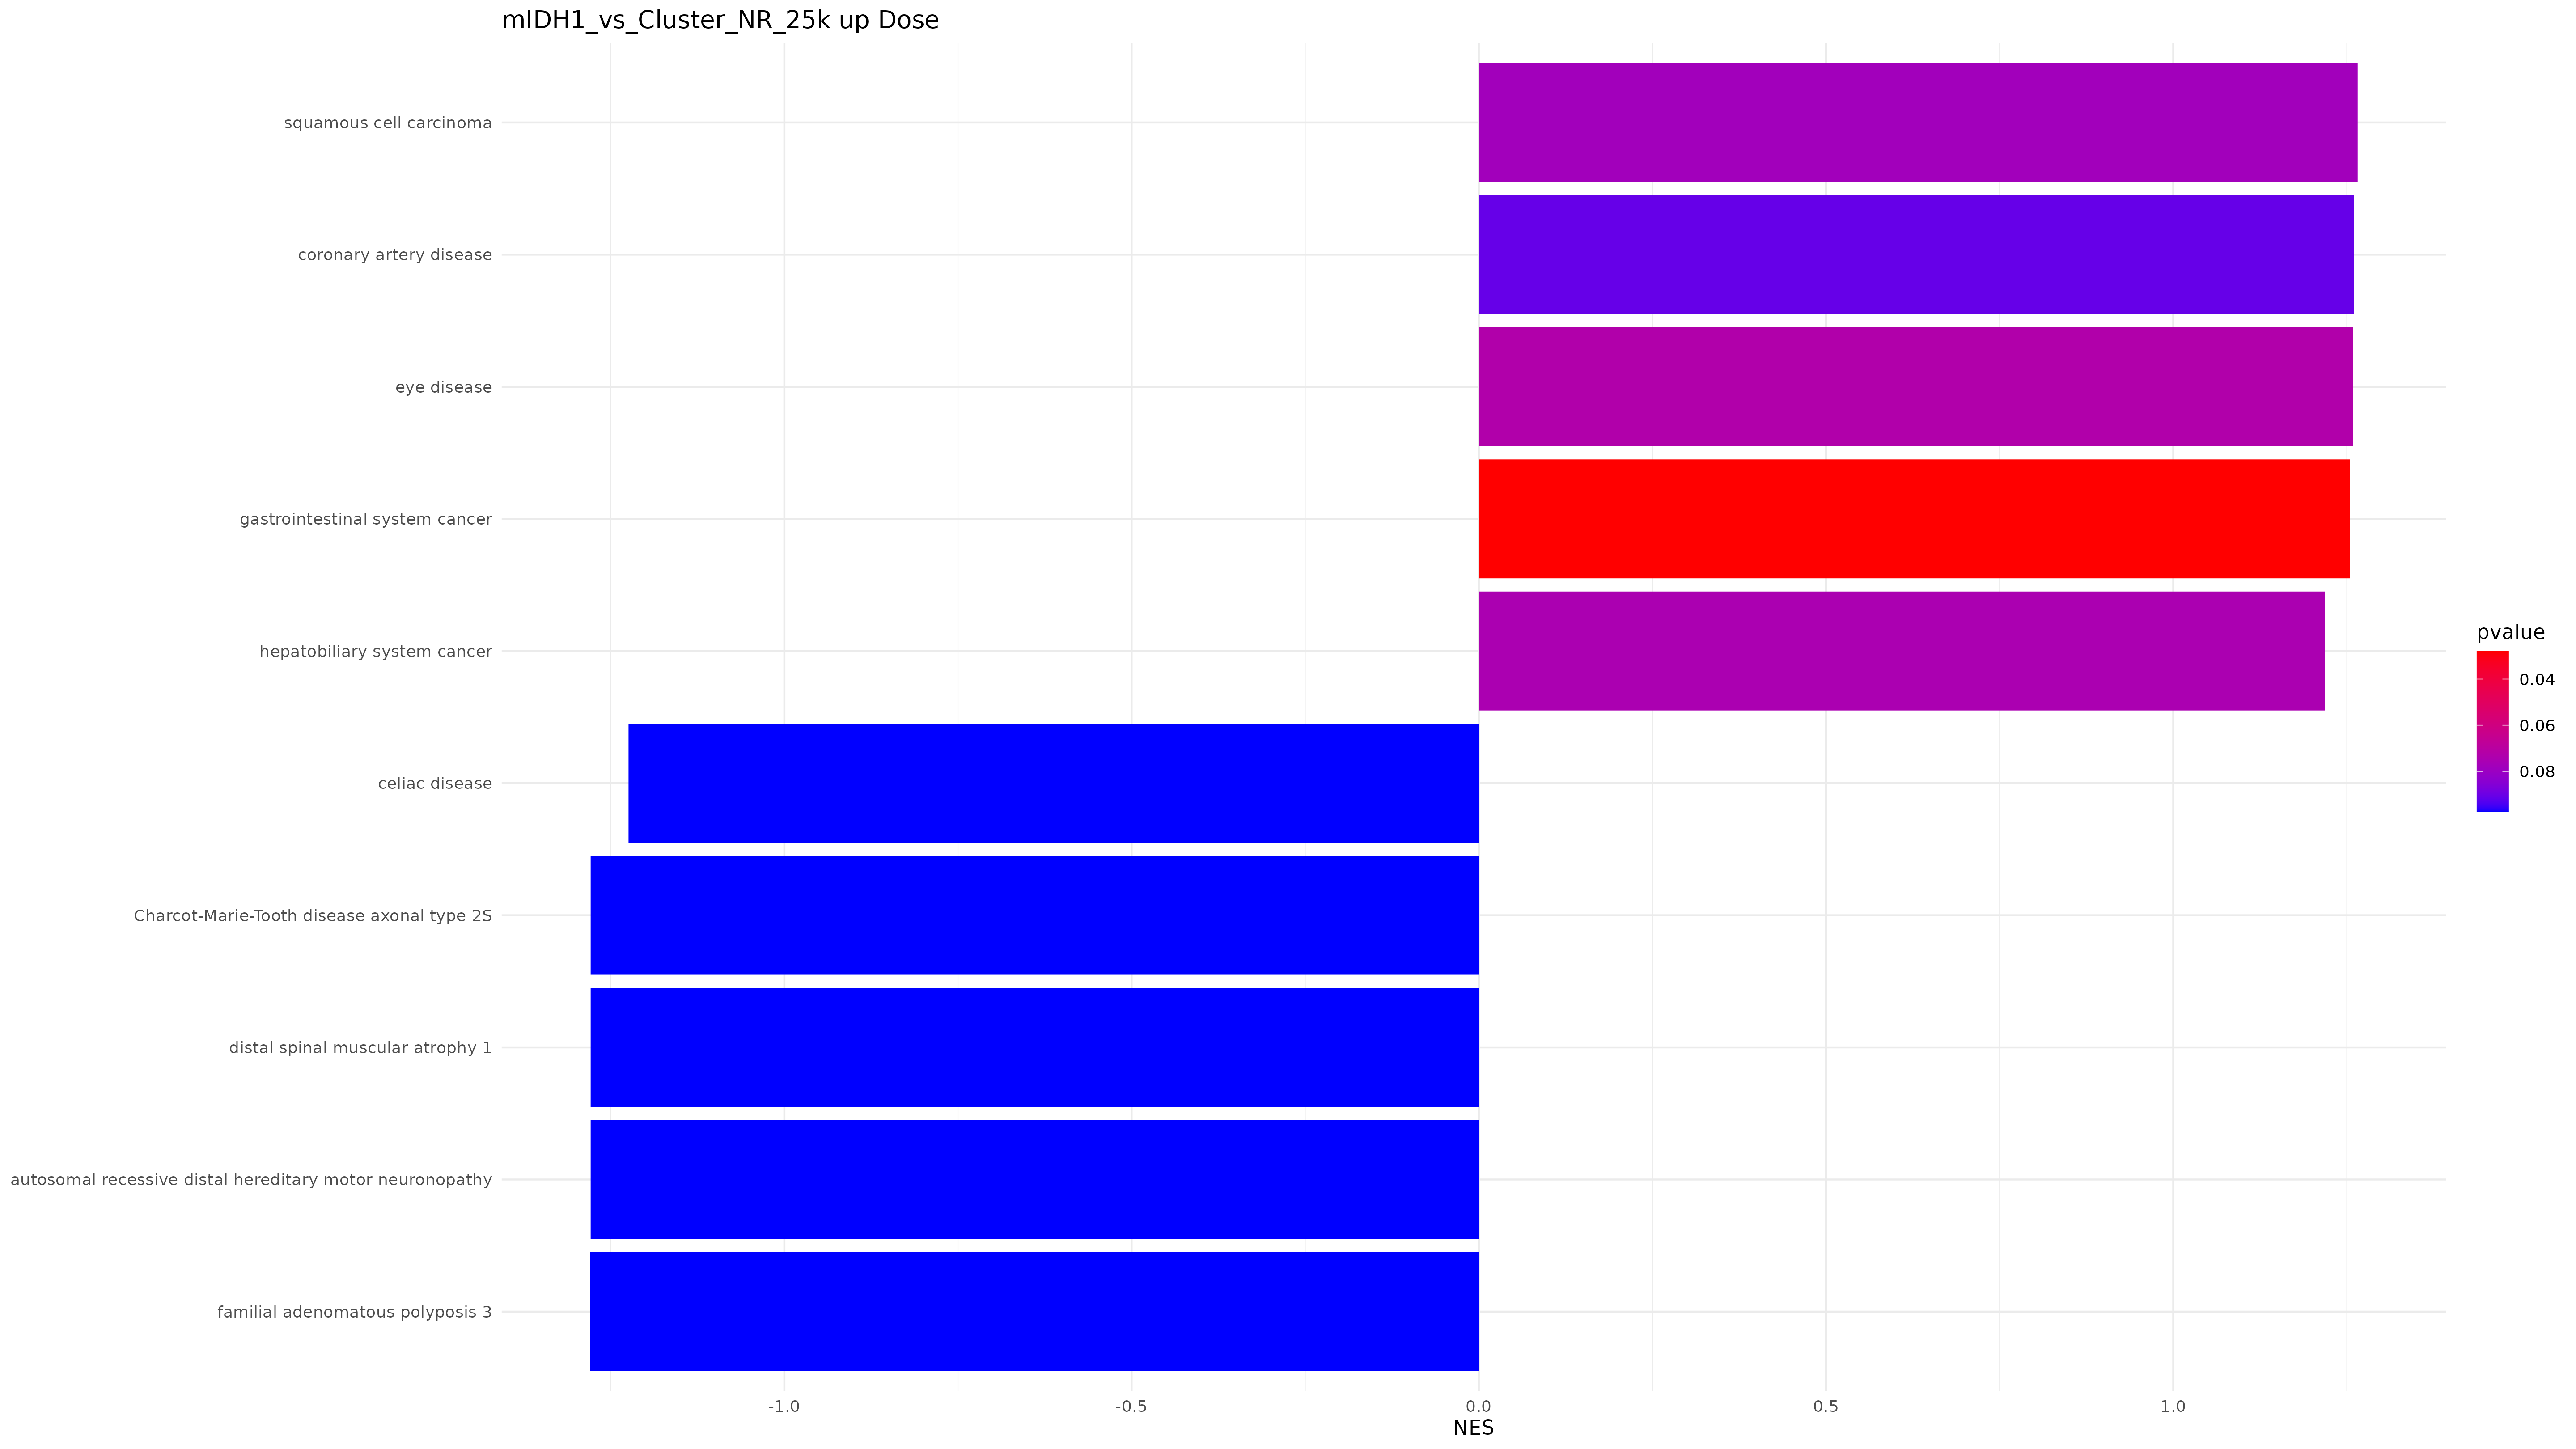 mIDH1_vs_Cluster_NR_25k up Dose
squamous cell carcinoma
coronary artery disease
eye disease
gastrointestinal system cancer
hepatobiliary system cancer
celiac disease
Charcot-Marie-Tooth disease axonal type 2S
distal spinal muscular atrophy 1
autosomal recessive distal hereditary motor neuronopathy
familial adenomatous polyposis 3
-1.0 -0.5 0.0 0.5 1.0
NES
pvalue
0.04
0.06
0.08